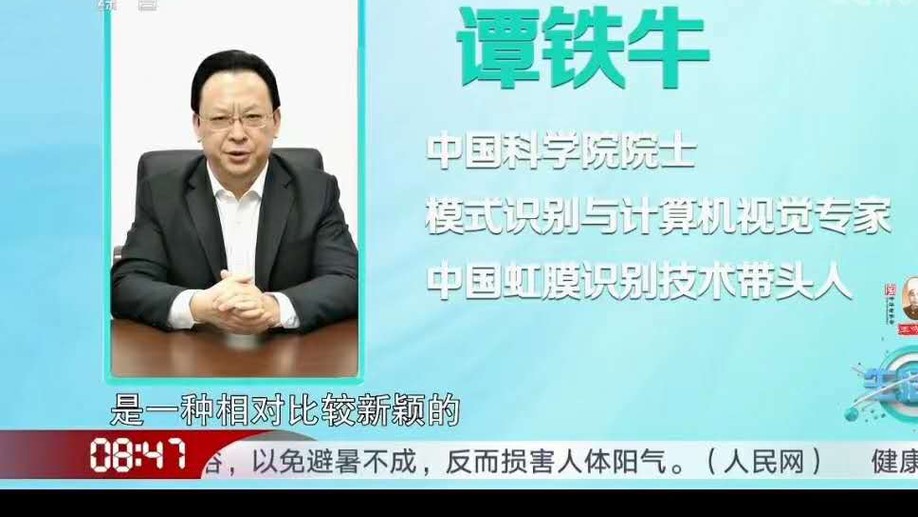 谭铁牛
中国科学院院士
模式识别与计算机视觉专家
中国虹膜识别技术带头人
是一种相对比较新颖的
08:47
，以免避暑不成，反而损害人体阳气。（人民网） 健康